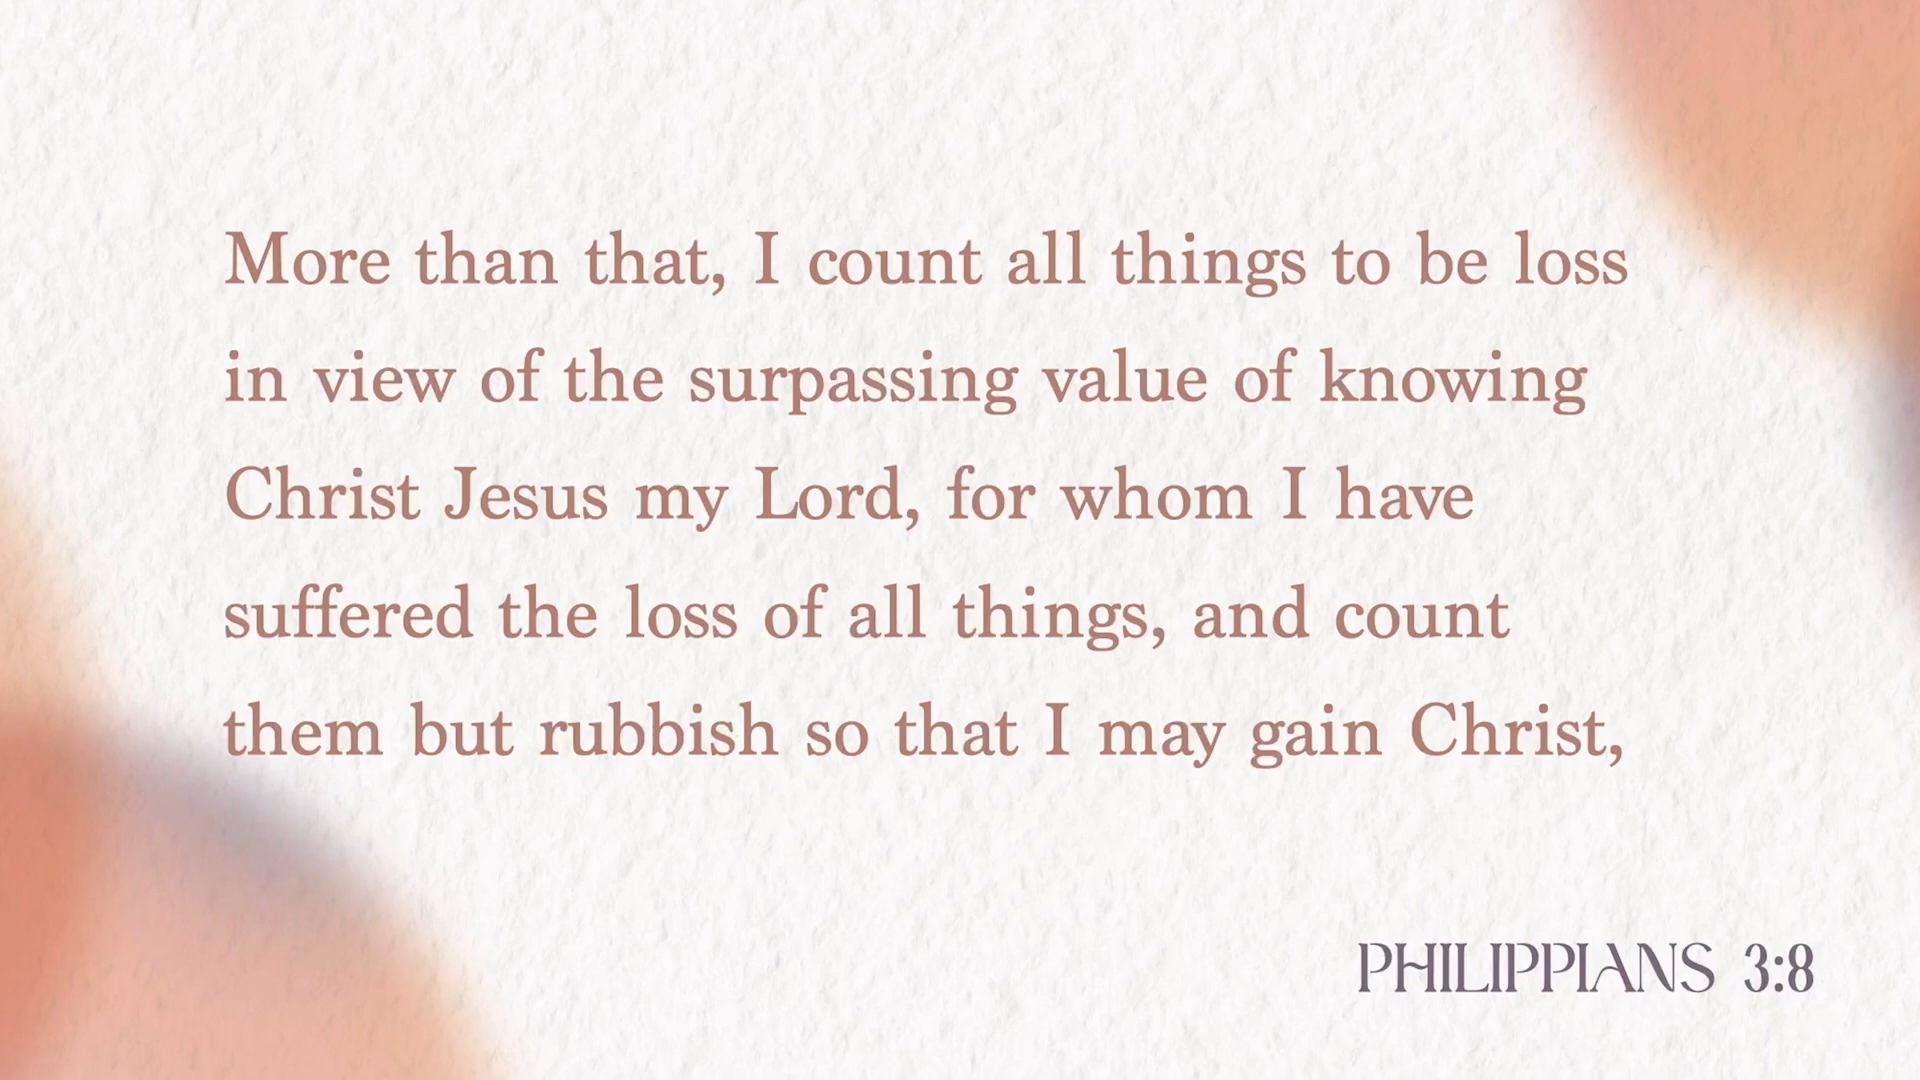 More than that, I count all things to be loss
in view of the surpassing value of knowing
Christ Jesus my Lord, for whom I have
suffered the loss of all things, and count
them but rubbish so that I may gain Christ,
PHILIPPIANS 3:8